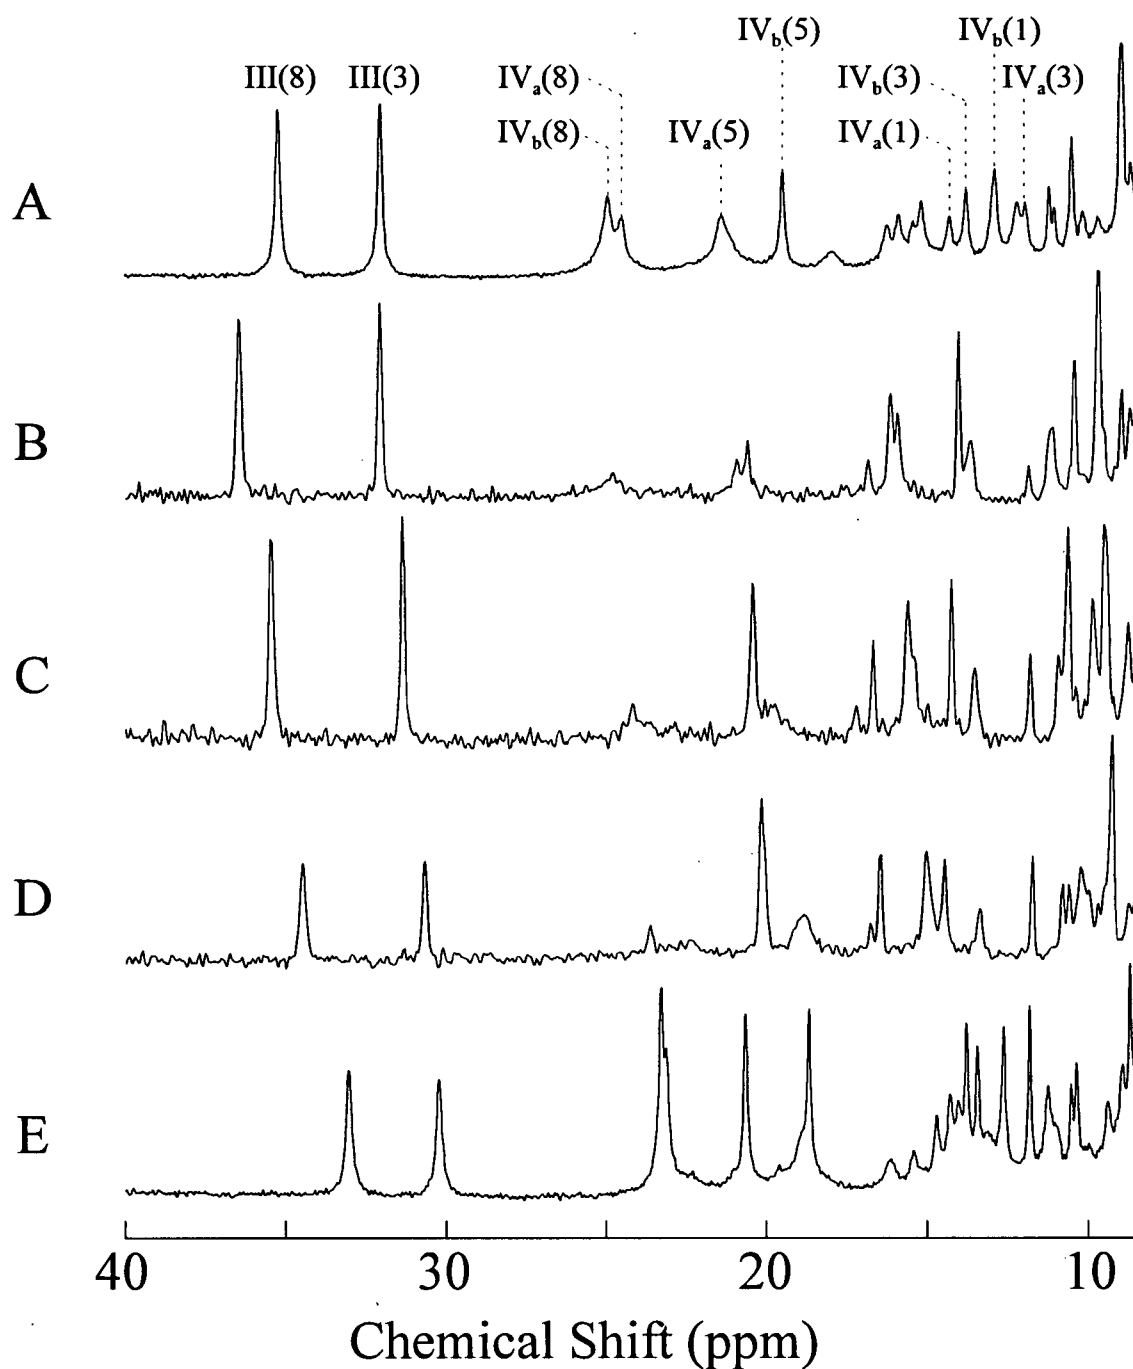 IVb(5) IVb(1)
III(8) III(3) IVa(8) IVb(3) IVa(3)
IVb(8) IVa(5) IVa(1)
A
B
C
D
E
40 30 20 10
Chemical Shift (ppm)